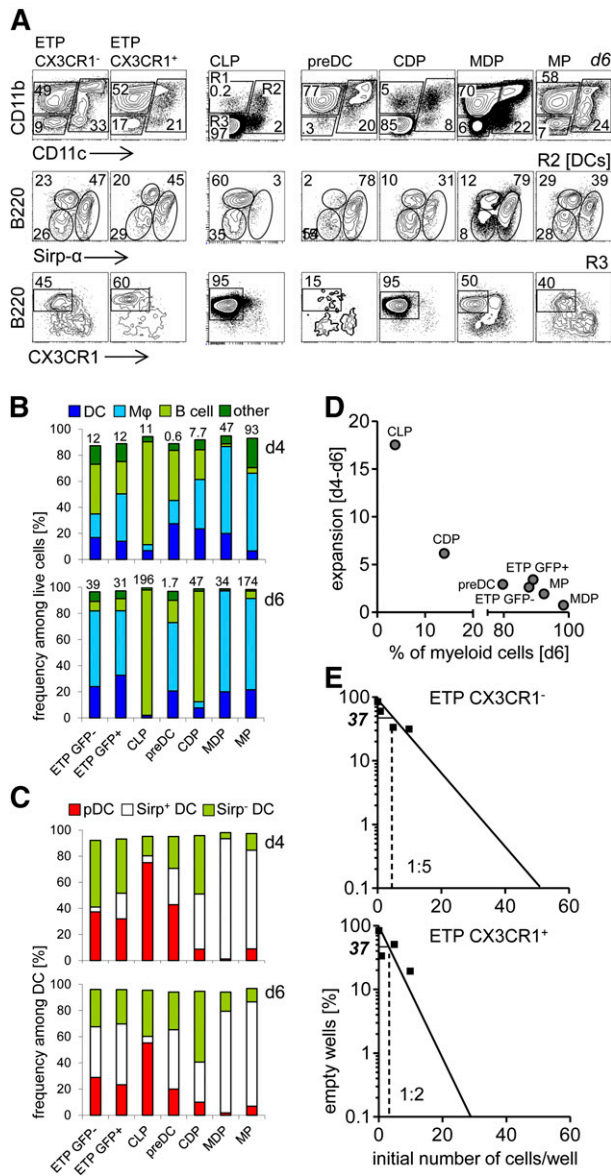 A
ETP CX3CR1-
ETP CX3CR1+
CLP
preDC
CDP
MDP
MP
d6
CD11b
49
9
33
52
17
21
R1
0.2
R2
R3
97
2
77
3
20
5
85
8
70
6
22
58
7
24
CD11c
R2 [DCs]
B220
23
47
26
20
45
29
60
3
35
2
78
10
31
12
79
8
29
39
28
Sirp-α
R3
B220
45
60
95
15
95
50
40
CX3CR1
B
DC
Mφ
B cell
other
frequency among live cells [%]
100
80
60
40
20
0
12
12
11
0.6
7.7
47
93
d4
100
80
60
40
20
0
39
31
196
1.7
47
34
174
d6
ETP GFP-
ETP GFP+
CLP
preDC
CDP
MDP
MP
C
pDC
Sirp+ DC
Sirp- DC
frequency among DC [%]
100
80
60
40
20
0
d4
100
80
60
40
20
0
d6
ETP GFP-
ETP GFP+
CLP
preDC
CDP
MDP
MP
D
expansion [d4-d6]
20
15
10
5
0
CLP
CDP
preDC
ETP GFP+
ETP GFP-
MP
MDP
0
10
20
80
100
% of myeloid cells [d6]
E
ETP CX3CR1-
100
37
10
1
0.1
1:5
0
20
40
60
ETP CX3CR1+
100
37
10
1
0.1
1:2
0
20
40
60
empty wells [%]
initial number of cells/well